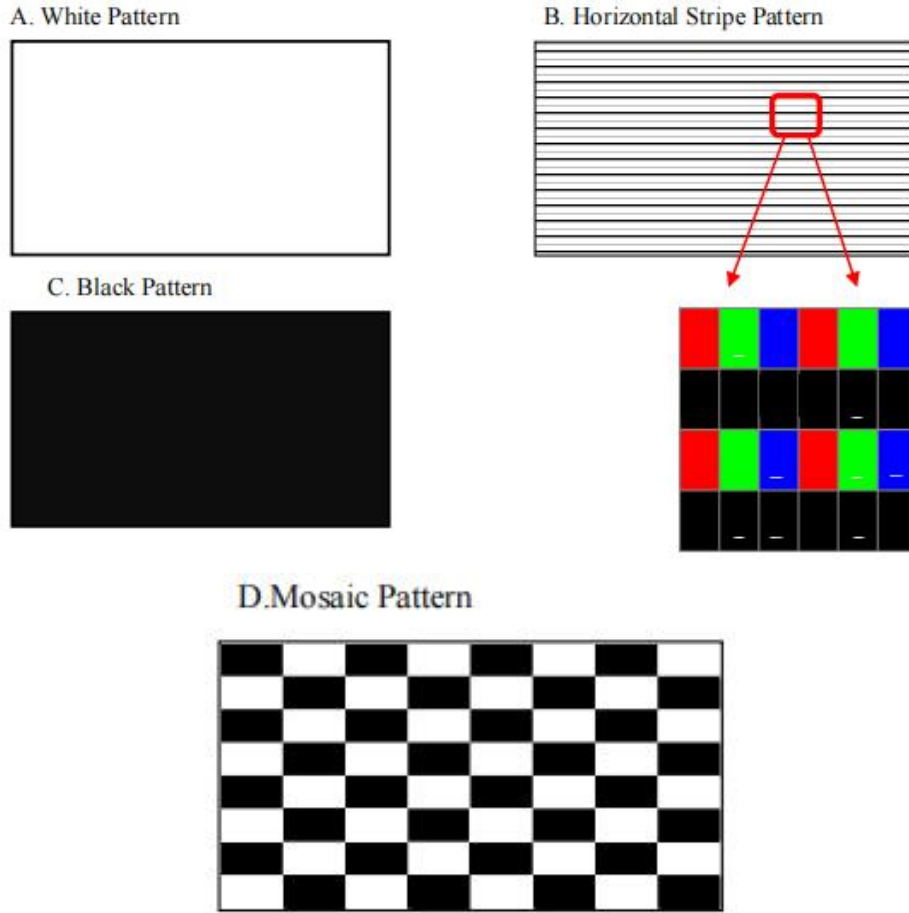 A. White Pattern
B. Horizontal Stripe Pattern
C. Black Pattern
D.Mosaic Pattern